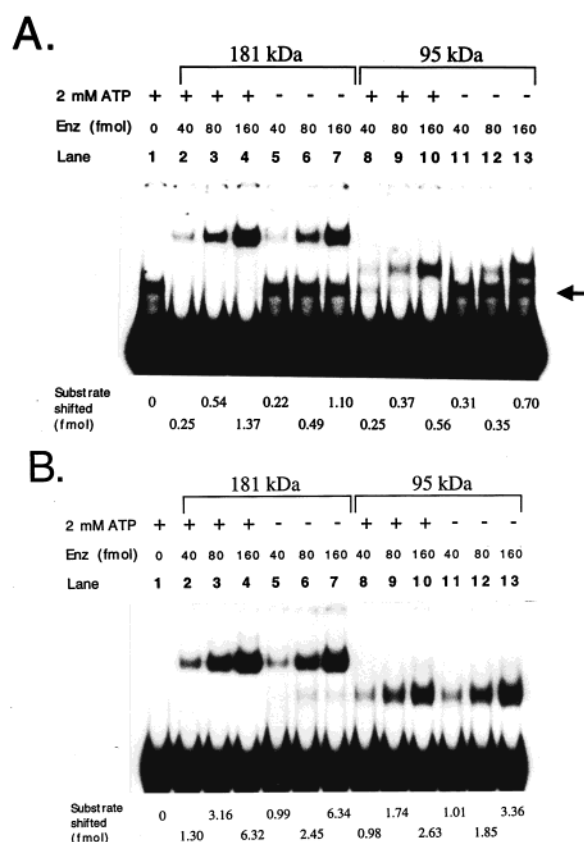 A.
181 kDa 95 kDa
2 mM ATP + + + + - - - + + + - - -
Enz (fmol) 0 40 80 160 40 80 160 40 80 160 40 80 160
Lane 1 2 3 4 5 6 7 8 9 10 11 12 13
Substrate shifted (fmol)
0 0.54 0.22 1.10 0.37 0.31 0.70
0.25 1.37 0.49 0.25 0.56 0.35
B.
181 kDa 95 kDa
2 mM ATP + + + + - - - + + + - - -
Enz (fmol) 0 40 80 160 40 80 160 40 80 160 40 80 160
Lane 1 2 3 4 5 6 7 8 9 10 11 12 13
Substrate shifted (fmol)
0 3.16 0.99 6.34 1.74 1.01 3.36
1.30 6.32 2.45 0.98 2.63 1.85